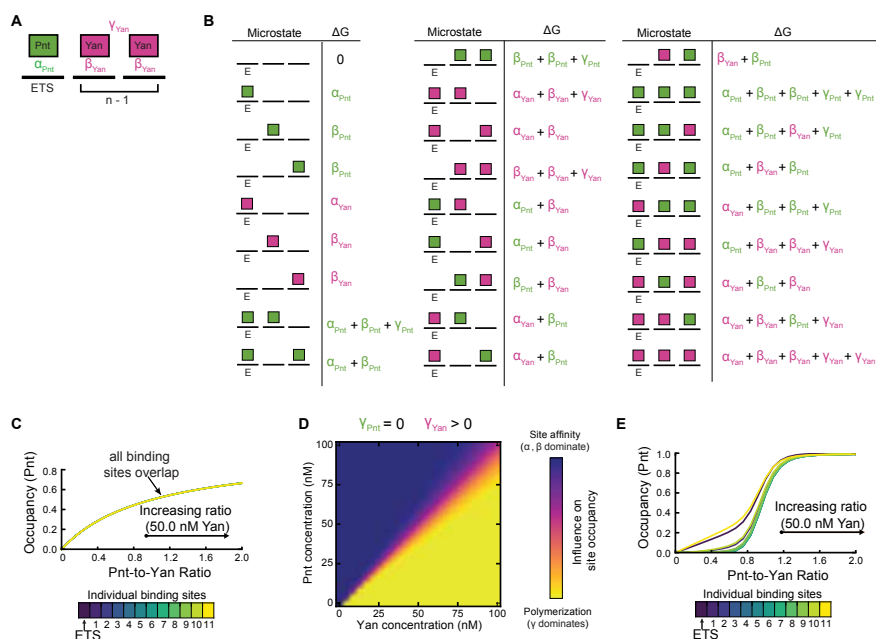 A
γYan
Pnt Yan Yan
αPnt βYan βYan
ETS
n - 1
B
Microstate ΔG
E 0
E αPnt
E βPnt
E βPnt
E αYan
E βYan
E βYan
E αPnt + βPnt + γPnt
E αPnt + βPnt
Microstate ΔG
E βPnt + βPnt + γPnt
E αYan + βYan + γYan
E αYan + βYan
E βYan + βYan + γYan
E αPnt + βYan
E αPnt + βYan
E βPnt + βYan
E αYan + βPnt
E αYan + βPnt
Microstate ΔG
E βYan + βPnt
E αPnt + βPnt + βPnt + γPnt + γPnt
E αPnt + βPnt + βYan + γPnt
E αPnt + βYan + βPnt
E αYan + βPnt + βPnt + γPnt
E αPnt + βYan + βYan + γYan
E αYan + βPnt + βYan
E αYan + βYan + βPnt + γYan
E αYan + βYan + βYan + γYan + γYan
C
Occupancy (Pnt)
0.8
0.6
0.4
0.2
0.0
all binding
sites overlap
Increasing ratio
(50.0 nM Yan)
0 0.4 0.8 1.2 1.6 2.0
Pnt-to-Yan Ratio
Individual binding sites
1 2 3 4 5 6 7 8 9 10 11
ETS
D
γPnt = 0 γYan > 0
Pnt concentration (nM)
100
75
50
25
0
0 25 50 75 100
Yan concentration (nM)
Site affinity
(α, β dominate)
Influence on
site occupancy
Polymerization
(γ dominates)
E
Occupancy (Pnt)
1.0
0.8
0.6
0.4
0.2
0.0
Increasing ratio
(50.0 nM Yan)
0 0.4 0.8 1.2 1.6 2.0
Pnt-to-Yan Ratio
Individual binding sites
1 2 3 4 5 6 7 8 9 10 11
ETS